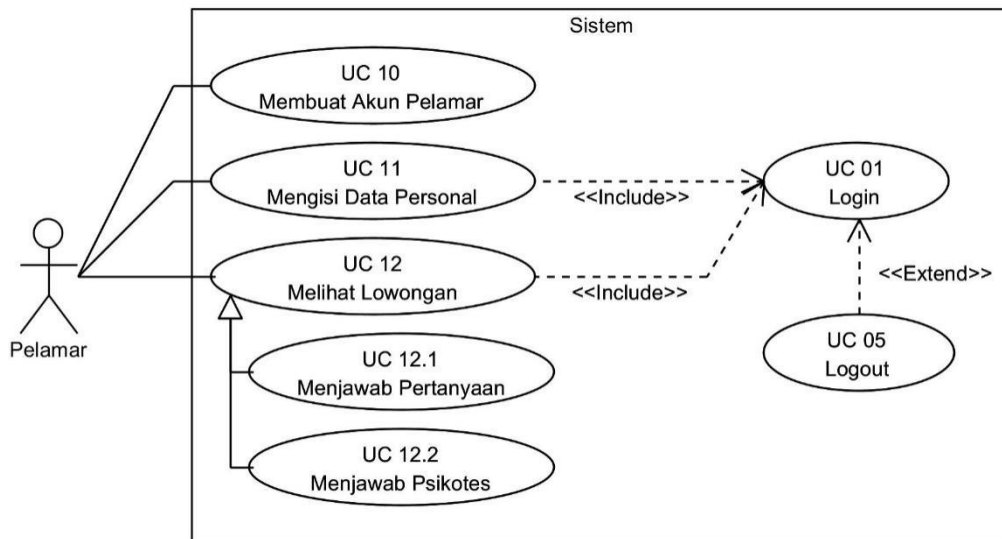 Sistem
UC 10
Membuat Akun Pelamar
UC 11
Mengisi Data Personal
<<Include>>
UC 01
Login
UC 12
Melihat Lowongan
<<Include>>
<<Extend>>
Pelamar
UC 12.1
Menjawab Pertanyaan
UC 05
Logout
UC 12.2
Menjawab Psikotes